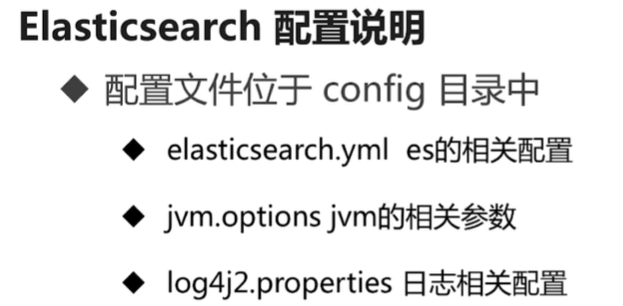 Elasticsearch 配置说明
配置文件位于 config 目录中
elasticsearch.yml es的相关配置
jvm.options jvm的相关参数
log4j2.properties 日志相关配置